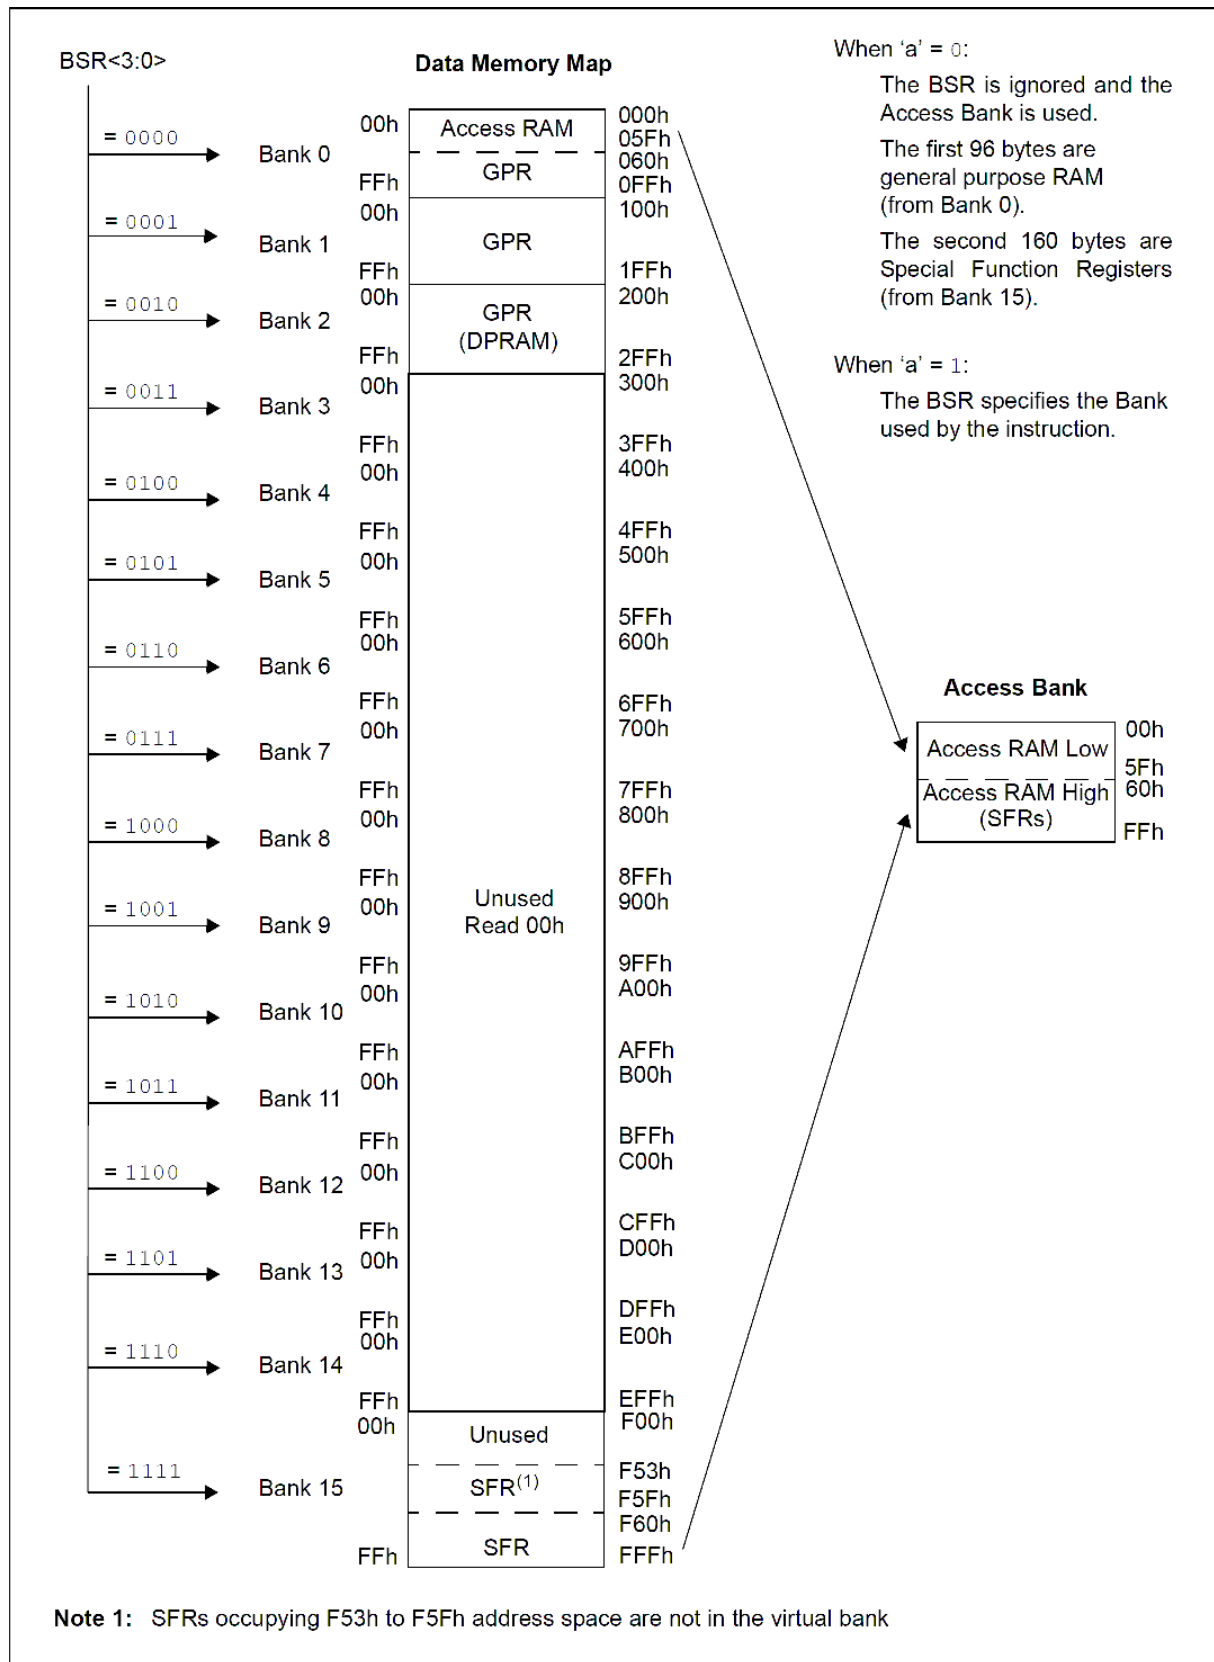 BSR<3:0>
Data Memory Map
When ‘a’ = 0:
The BSR is ignored and the
Access Bank is used.
The first 96 bytes are
general purpose RAM
(from Bank 0).
The second 160 bytes are
Special Function Registers
(from Bank 15).
When ‘a’ = 1:
The BSR specifies the Bank
used by the instruction.
= 0000
Bank 0
00h
Access RAM
000h
05Fh
060h
GPR
FFh
0FFh
= 0001
Bank 1
00h
100h
GPR
FFh
1FFh
= 0010
Bank 2
00h
200h
GPR
(DPRAM)
FFh
2FFh
= 0011
Bank 3
00h
300h
FFh
3FFh
= 0100
Bank 4
00h
400h
FFh
4FFh
= 0101
Bank 5
00h
500h
FFh
5FFh
= 0110
Bank 6
00h
600h
FFh
6FFh
= 0111
Bank 7
00h
700h
FFh
7FFh
= 1000
Bank 8
00h
800h
FFh
8FFh
= 1001
Bank 9
00h
900h
Unused
Read 00h
FFh
9FFh
= 1010
Bank 10
00h
A00h
FFh
AFFh
= 1011
Bank 11
00h
B00h
FFh
BFFh
= 1100
Bank 12
00h
C00h
FFh
CFFh
= 1101
Bank 13
00h
D00h
FFh
DFFh
= 1110
Bank 14
00h
E00h
FFh
EFFh
= 1111
Bank 15
00h
F00h
Unused
F53h
SFR(1)
F5Fh
F60h
SFR
FFh
FFFh
Access Bank
Access RAM Low
00h
5Fh
Access RAM High
(SFRs)
60h
FFh
Note 1: SFRs occupying F53h to F5Fh address space are not in the virtual bank